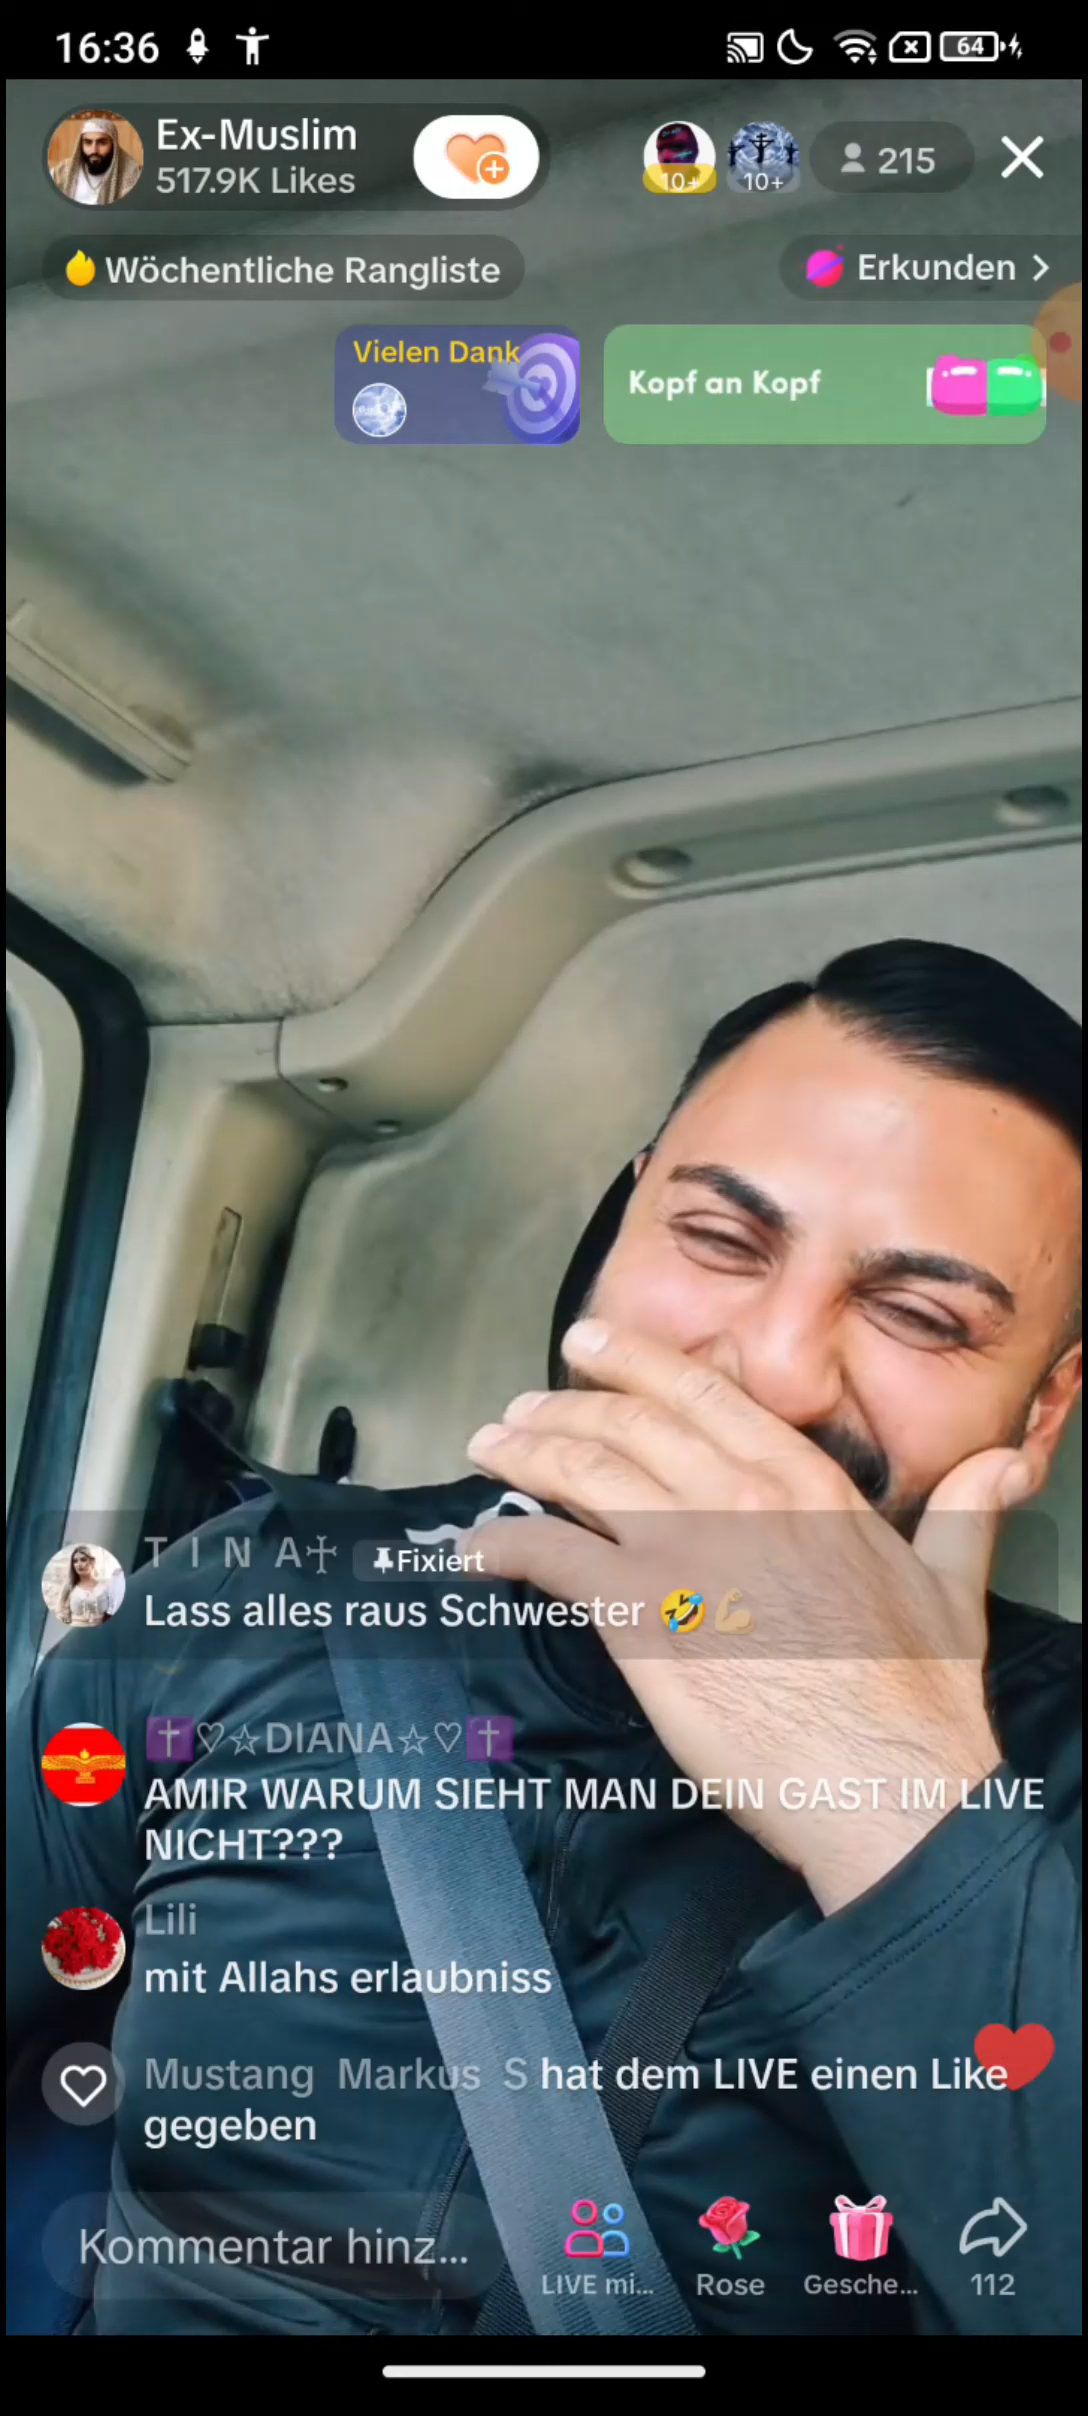 16:36
64
Ex-Muslim
517.9K Likes
10+
10+
215
Wöchentliche Rangliste
Erkunden >
Vielen Dank
Kopf an Kopf
T I N A☩ Fixiert
Lass alles raus Schwester 🤣💪🏼
✝️♡☆DIANA☆♡✝️
AMIR WARUM SIEHT MAN DEIN GAST IM LIVE
NICHT???
Lili
mit Allahs erlaubniss
Mustang Markus S hat dem LIVE einen Like
gegeben
Kommentar hinz...
LIVE mi...
Rose
Gesche...
112